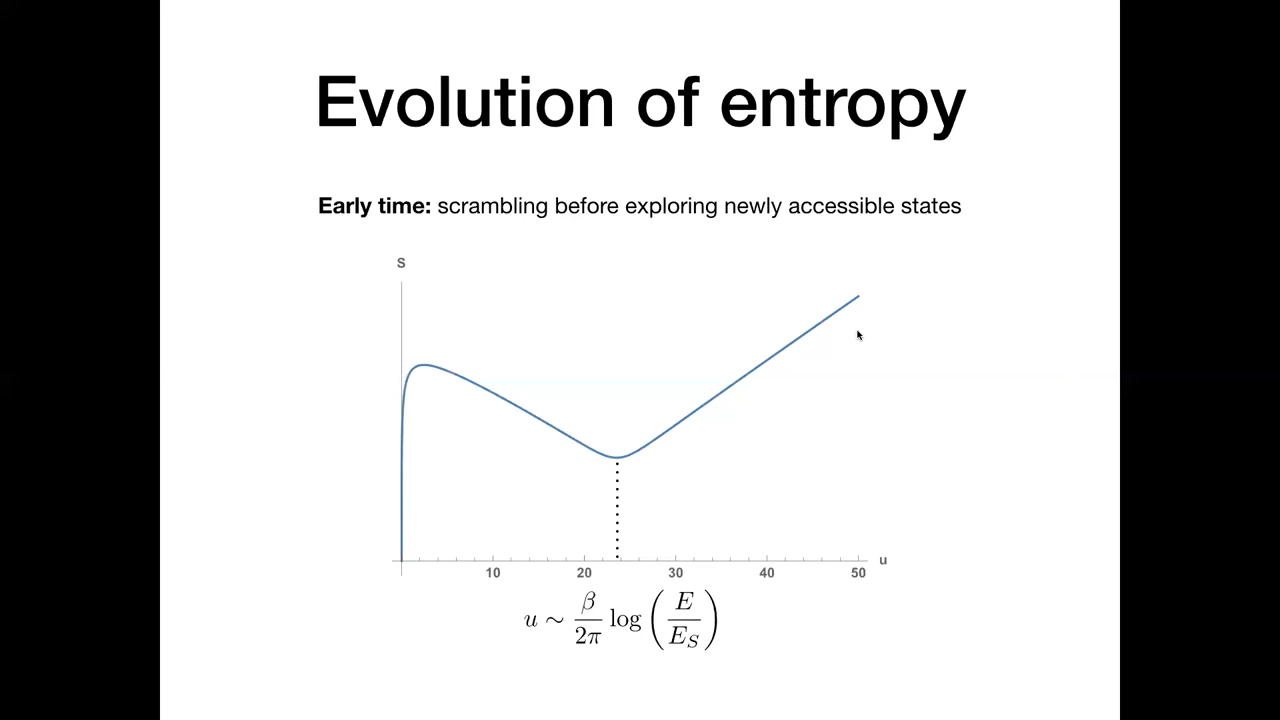 Evolution of entropy
Early time: scrambling before exploring newly accessible states
S
u
10 20 30 40 50
u ∼ β/2π log(E/E_S)